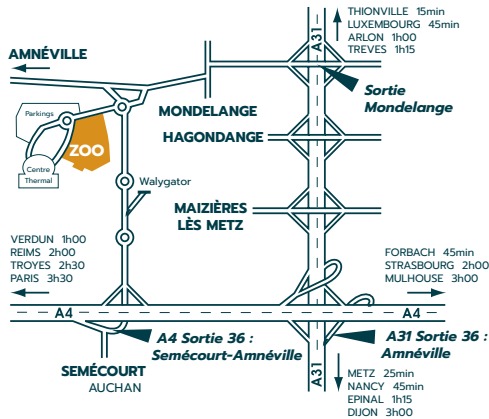 THIONVILLE 15min
LUXEMBOURG 45min
ARLON 1h00
TREVES 1h15
A31
AMNÉVILLE
Sortie
Mondelange
Parkings
MONDELANGE
ZOO
HAGONDANGE
Centre
Thermal
Walygator
MAIZIÈRES
LÈS METZ
VERDUN 1h00
REIMS 2h00
TROYES 2h30
PARIS 3h30
FORBACH 45min
STRASBOURG 2h00
MULHOUSE 3h00
A4
A4
A4 Sortie 36 :
Semécourt-Amnéville
A31 Sortie 36 :
Amnéville
SEMÉCOURT
AUCHAN
A31
METZ 25min
NANCY 45min
EPINAL 1h15
DIJON 3h00